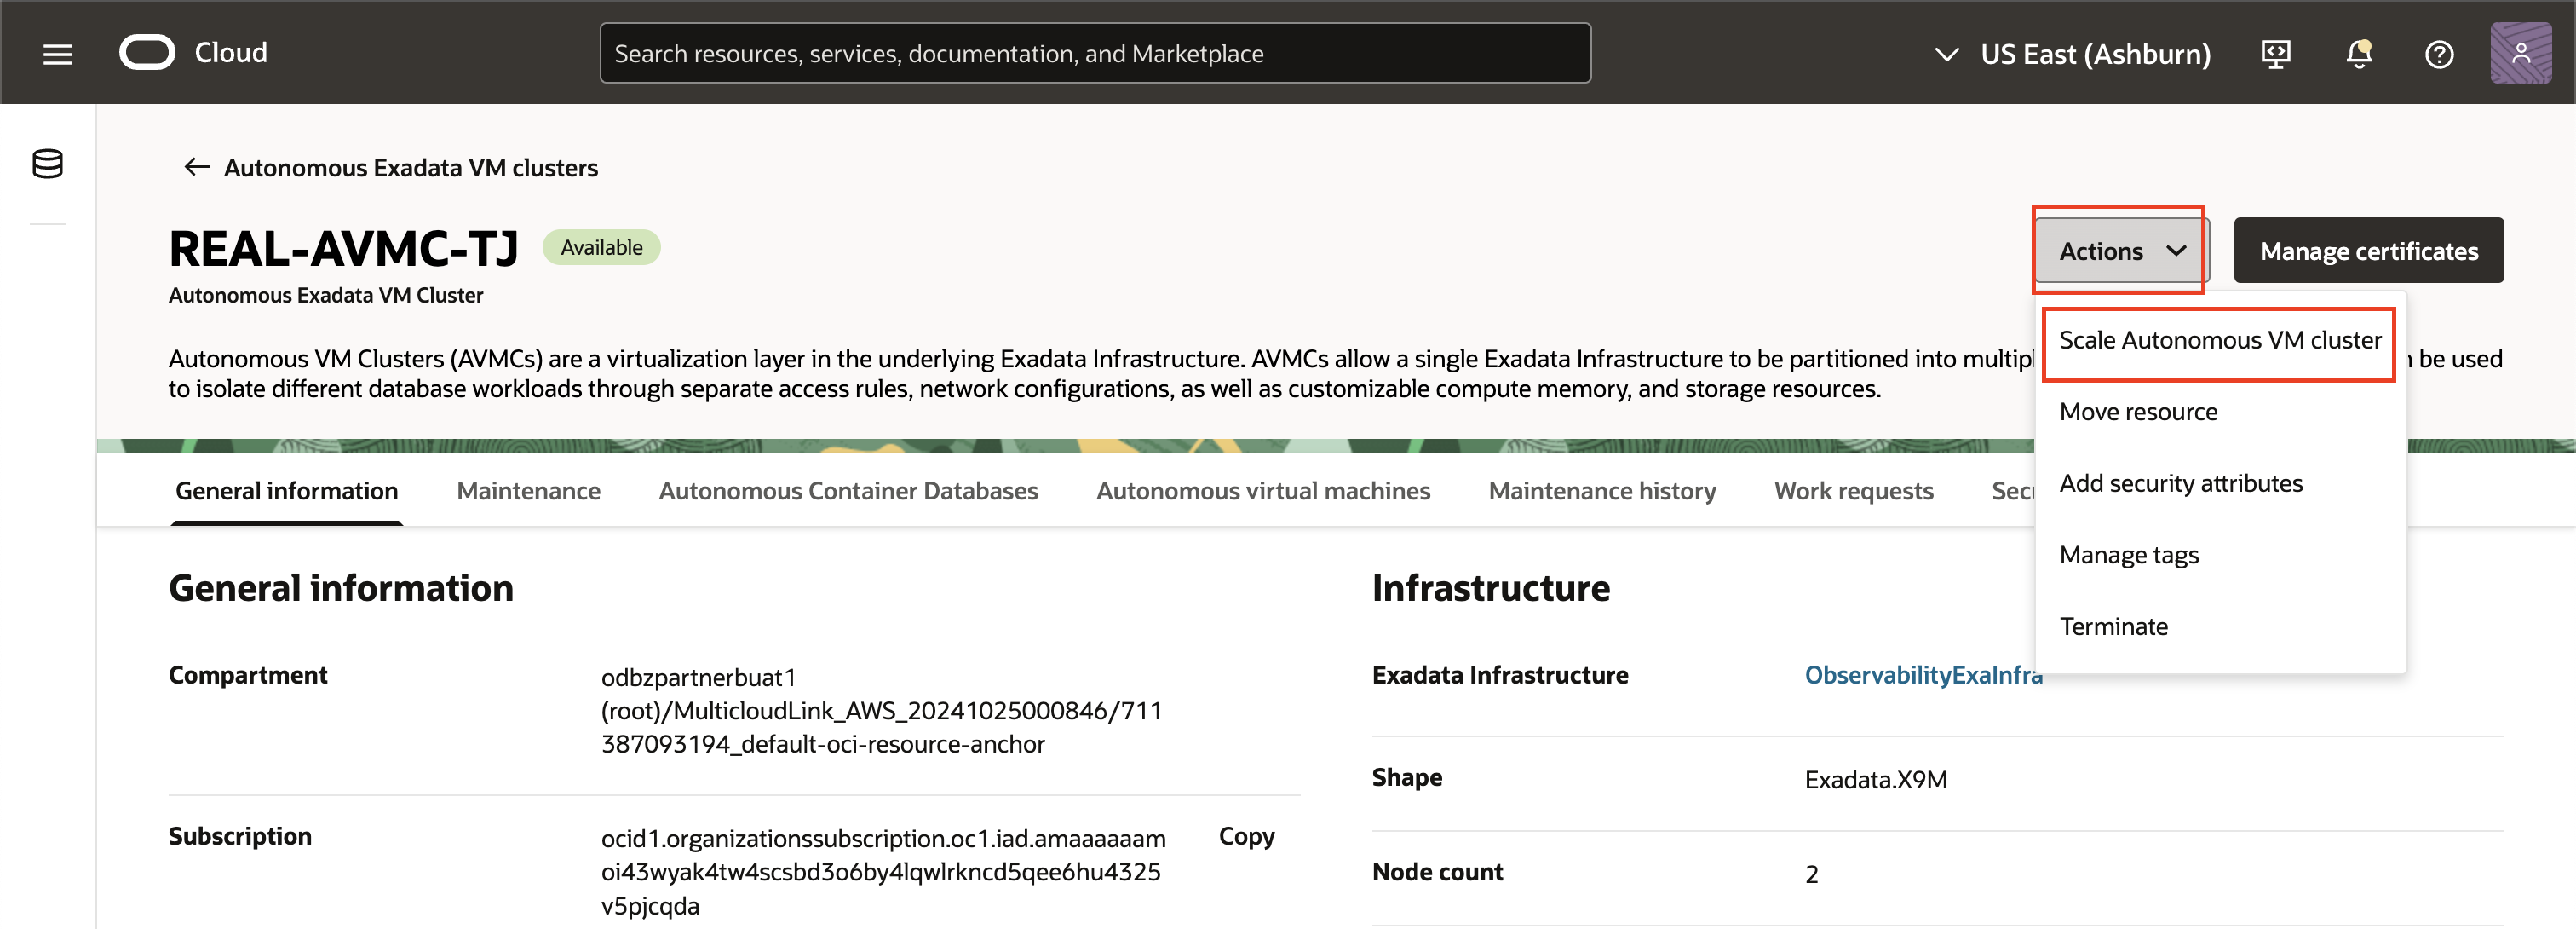 Cloud
Search resources, services, documentation, and Marketplace
US East (Ashburn)
Autonomous Exadata VM clusters
REAL-AVMC-TJ
Available
Actions
Manage certificates
Autonomous Exadata VM Cluster
Scale Autonomous VM cluster
Move resource
Add security attributes
Manage tags
Terminate
Autonomous VM Clusters (AVMCs) are a virtualization layer in the underlying Exadata Infrastructure. AVMCs allow a single Exadata Infrastructure to be partitioned into be used
to isolate different database workloads through separate access rules, network configurations, as well as customizable compute memory, and storage resources.
General information
Maintenance
Autonomous Container Databases
Autonomous virtual machines
Maintenance history
Work requests
General information
Compartment
odbzpartnerbuat1
(root)/MulticloudLink_AWS_20241025000846/711
387093194_default-oci-resource-anchor
Subscription
ocid1.organizationssubscription.oc1.iad.amaaaaaam
oi43wyak4tw4scsbd3o6by4lqwlrkncd5qee6hu4325
v5pjcqda
Copy
Infrastructure
Exadata Infrastructure
ObservabilityExaInfra
Shape
Exadata.X9M
Node count
2